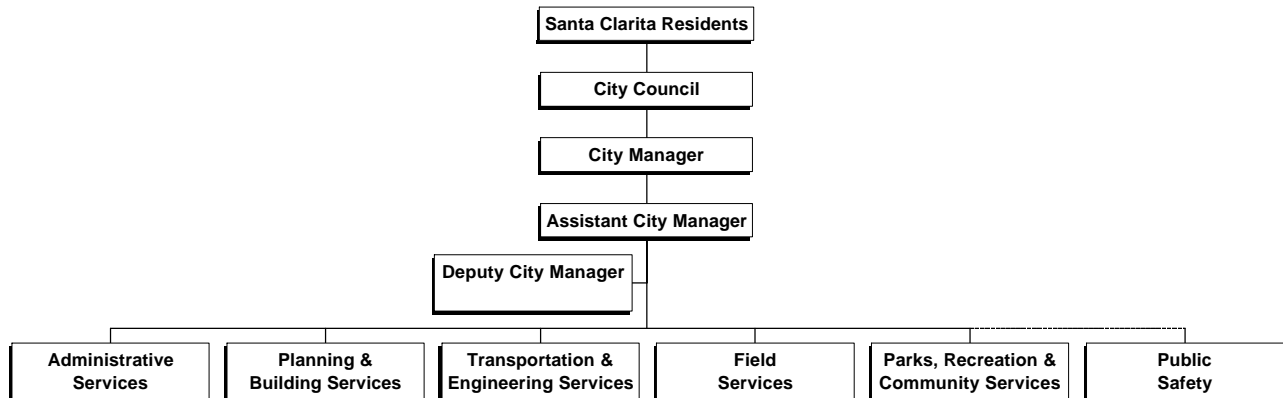 Santa Clarita Residents
City Council
City Manager
Assistant City Manager
Deputy City Manager
Administrative
Services
Planning &
Building Services
Transportation &
Engineering Services
Field
Services
Parks, Recreation &
Community Services
Public
Safety